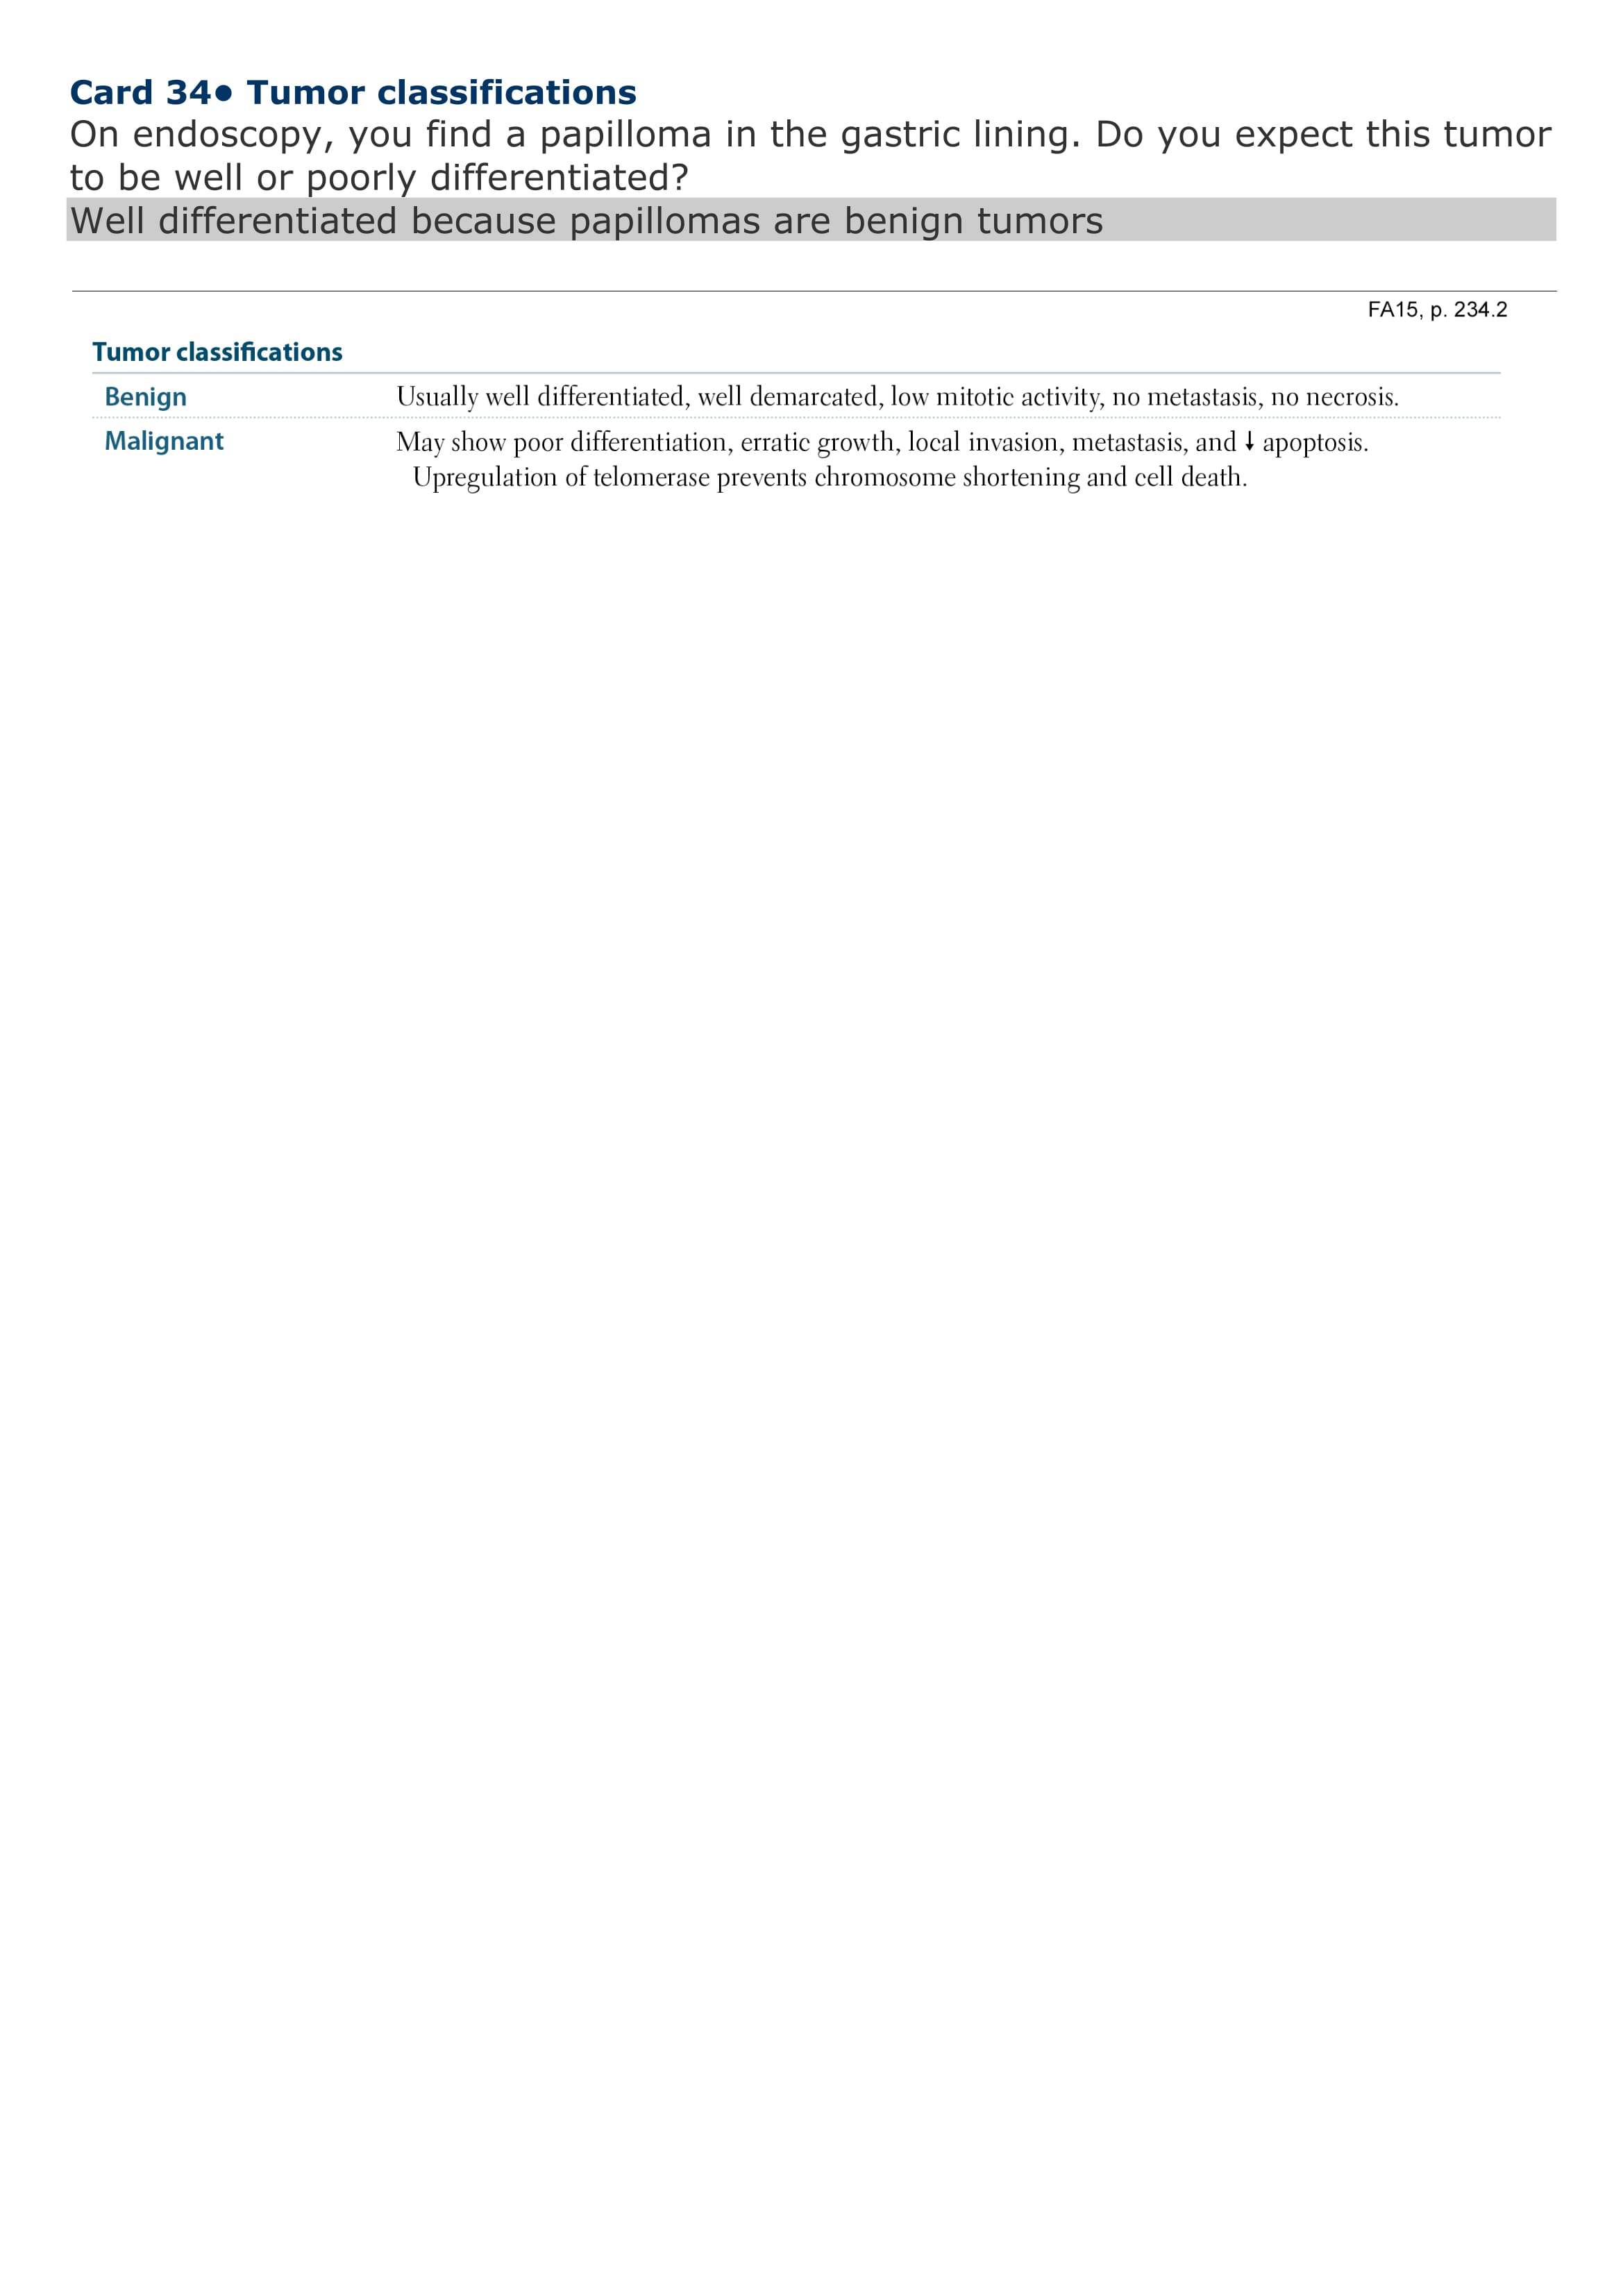 Card 34● Tumor classifications
On endoscopy, you find a papilloma in the gastric lining. Do you expect this tumor
to be well or poorly differentiated?
Well differentiated because papillomas are benign tumors
FA15, p. 234.2
Tumor classifications
Benign Usually well differentiated, well demarcated, low mitotic activity, no metastasis, no necrosis.
Malignant May show poor differentiation, erratic growth, local invasion, metastasis, and ↓ apoptosis.
Upregulation of telomerase prevents chromosome shortening and cell death.